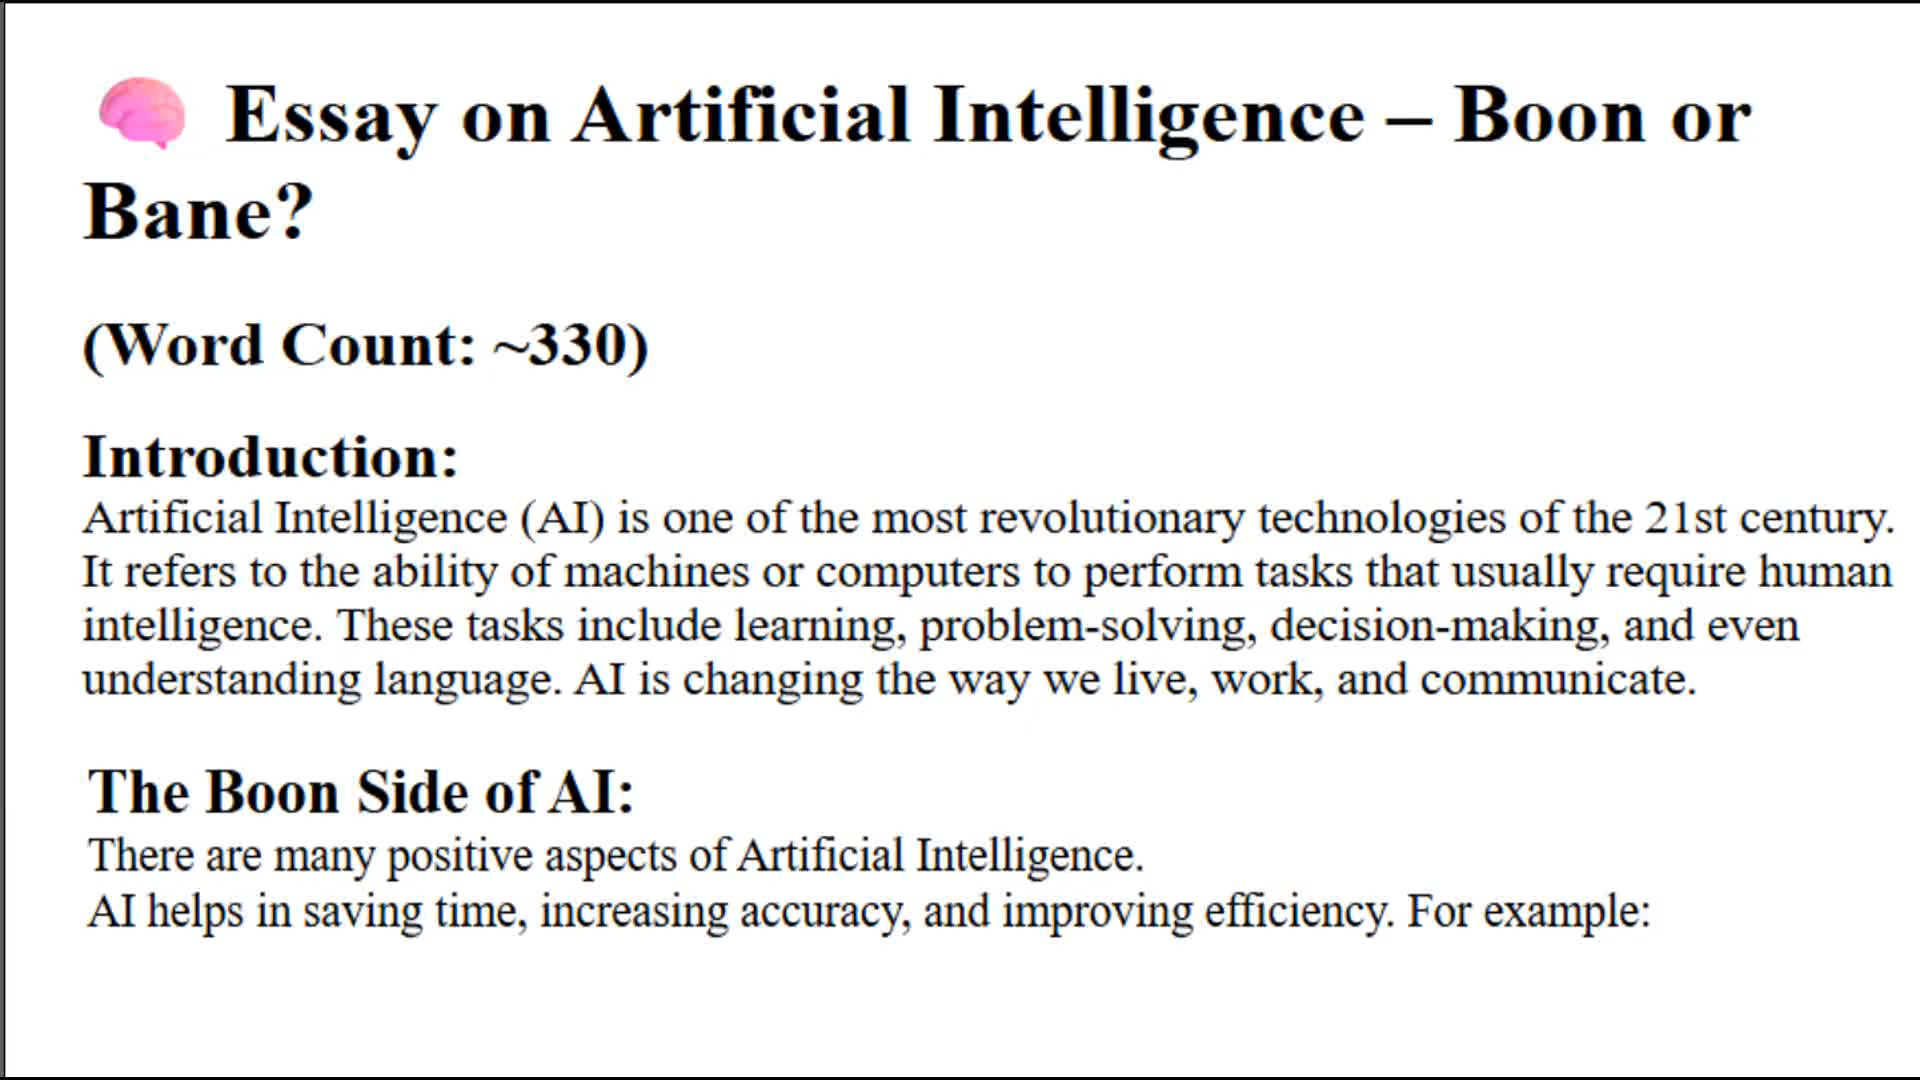 🧠 Essay on Artificial Intelligence – Boon or
Bane?
(Word Count: ~330)
Introduction:
Artificial Intelligence (AI) is one of the most revolutionary technologies of the 21st century.
It refers to the ability of machines or computers to perform tasks that usually require human
intelligence. These tasks include learning, problem-solving, decision-making, and even
understanding language. AI is changing the way we live, work, and communicate.
The Boon Side of AI:
There are many positive aspects of Artificial Intelligence.
AI helps in saving time, increasing accuracy, and improving efficiency. For example: